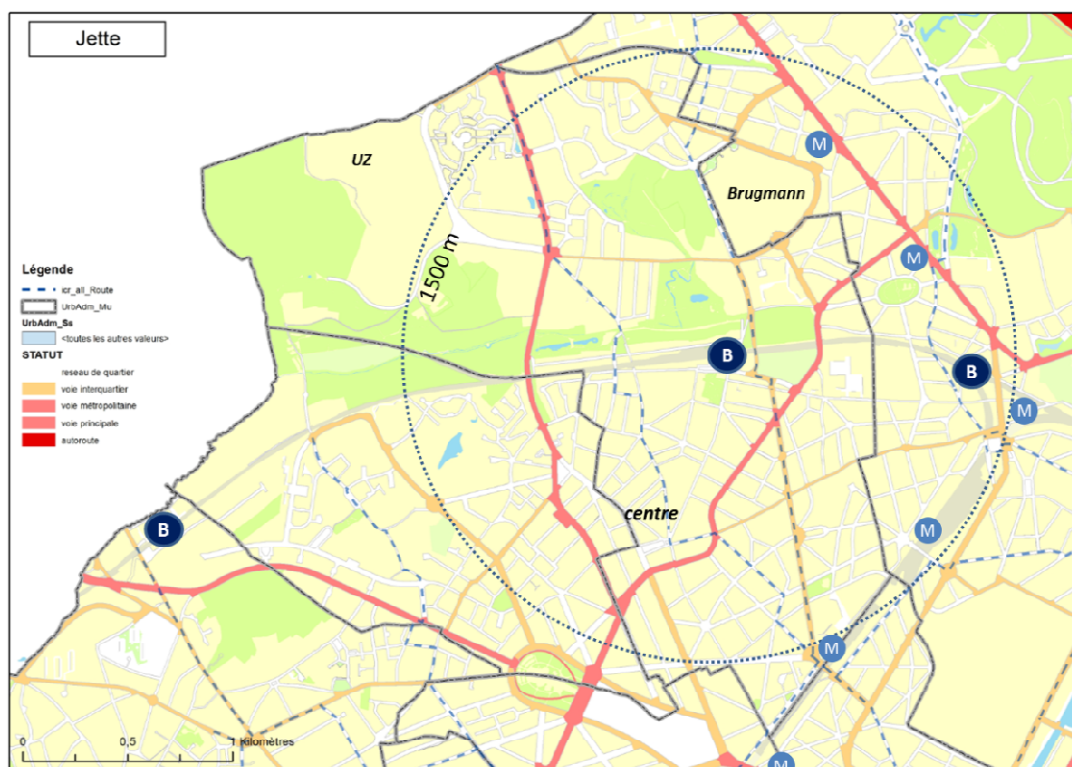 Jette
UZ
M
Brugmann
1500 m
M
Légende
icr_all_Route
UrbAdm_Mu
UrbAdm_Ss
<toutes les autres valeurs>
STATUT
reseau de quartier
voie interquartier
voie métropolitaine
voie principale
autoroute
B
B
M
centre
B
M
M
0
0,5
1 Kilomètres
M